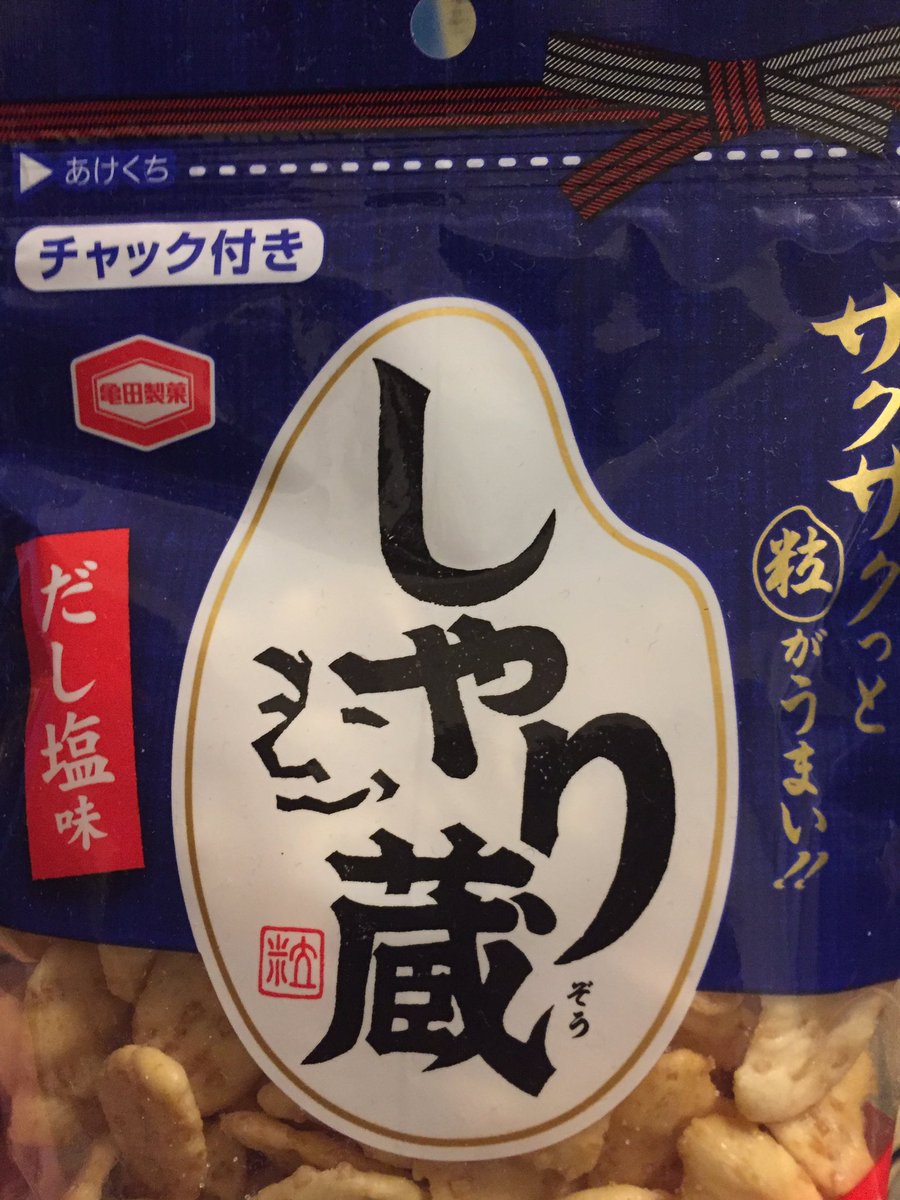 あけくち
チャック付き
亀田製菓
サクサクっと
粒がうまい!!
しゃり蔵
ぞう
粒
だし塩味